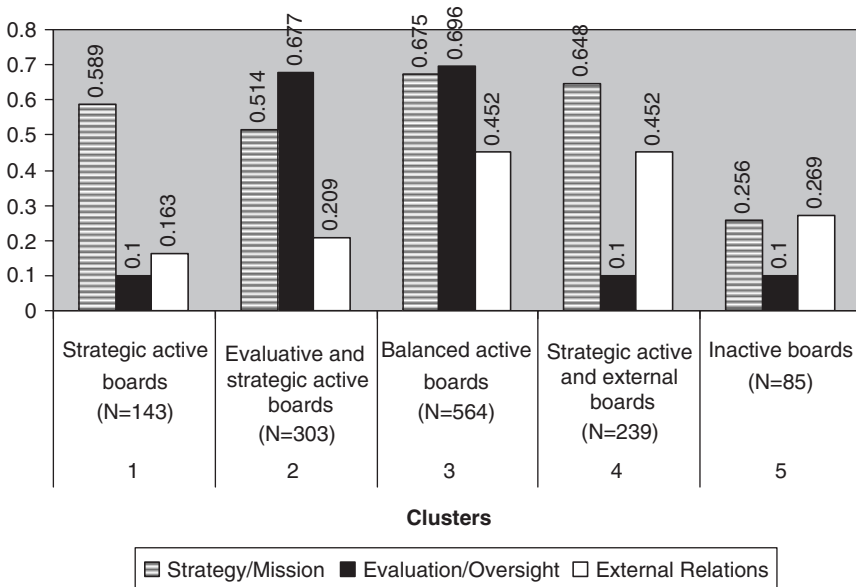 0.8
0.7
0.6
0.5
0.4
0.3
0.2
0.1
0
0.589
0.1
0.163
0.514
0.677
0.209
0.675
0.696
0.452
0.648
0.1
0.452
0.256
0.1
0.269
Strategic active
boards
(N=143)
1
Evaluative and
strategic active
boards
(N=303)
2
Balanced active
boards
(N=564)
3
Strategic active
and external
boards
(N=239)
4
Inactive boards
(N=85)
5
Clusters
Strategy/Mission Evaluation/Oversight External Relations